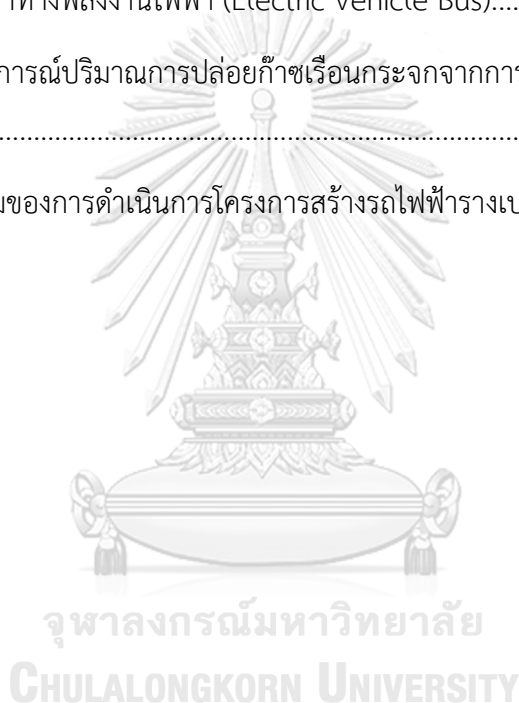 าทางพลังงานไฟฟ้า (Electric Vehicle Bus)....
การณ์ปริมาณการปล่อยก๊าซเรือนกระจกจากการ
................................................................................
มของการดำเนินการโครงการสร้างรถไฟฟ้ารางเบ
จุฬาลงกรณ์มหาวิทยาลัย
CHULALONGKORN UNIVERSITY